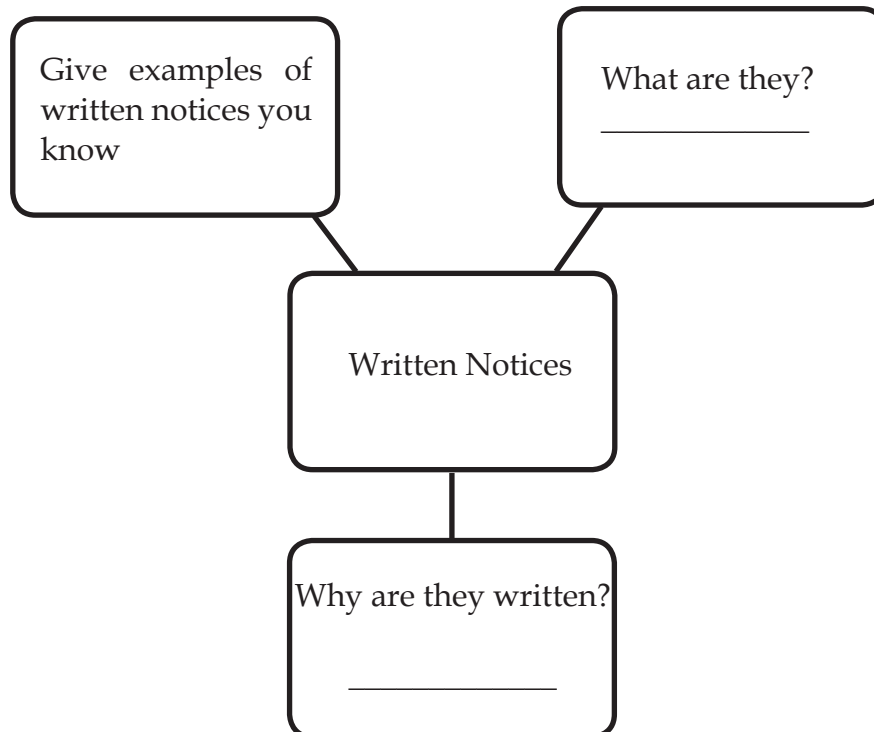 Give examples of
written notices you
know
What are they?
Written Notices
Why are they written?